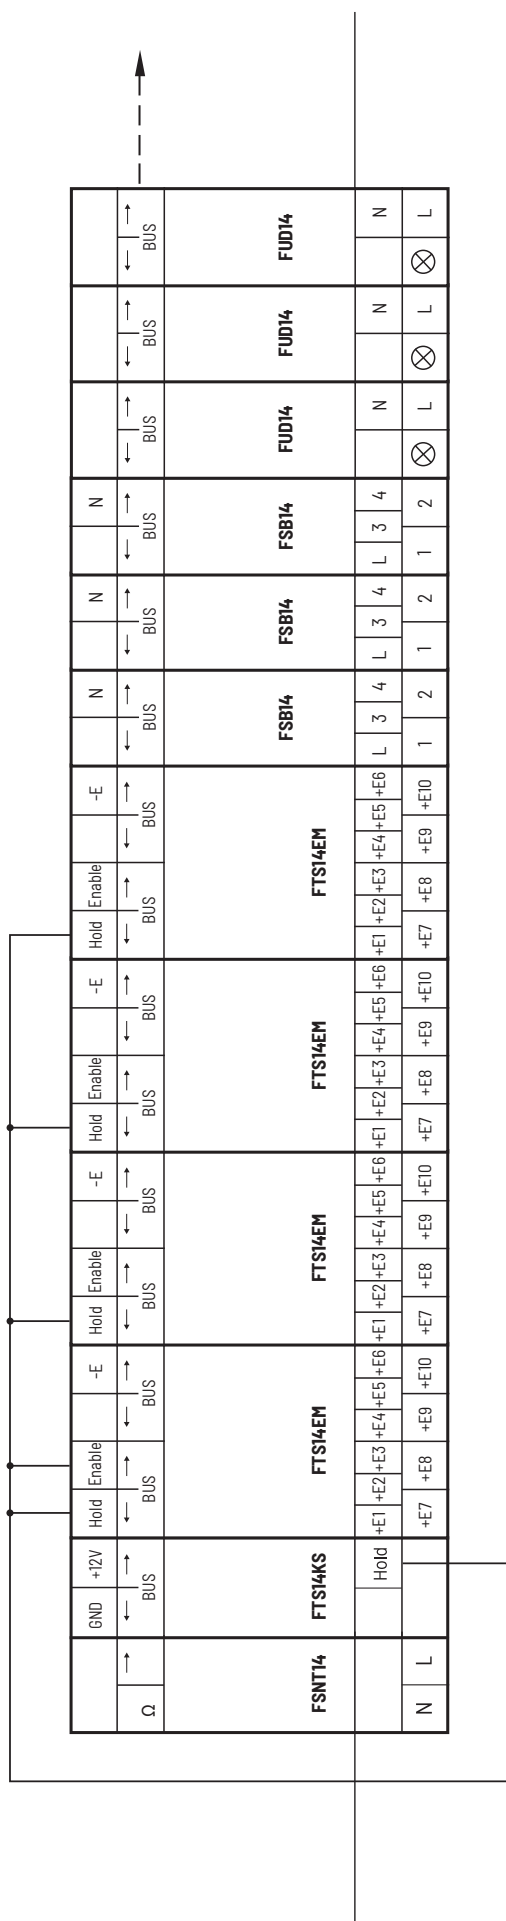 GND +12V Hold Enable -E Hold Enable -E Hold Enable -E Hold Enable -E N N N
Ω BUS BUS BUS BUS BUS BUS BUS BUS BUS BUS BUS BUS BUS BUS BUS
FSNT14 FTS14KS FTS14EM FTS14EM FTS14EM FTS14EM FSB14 FSB14 FSB14 FUD14 FUD14 FUD14
Hold +E1 +E2 +E3 +E4 +E5 +E6 +E1 +E2 +E3 +E4 +E5 +E6 +E1 +E2 +E3 +E4 +E5 +E6 +E1 +E2 +E3 +E4 +E5 +E6 L 3 4 L 3 4 L 3 4 N N N
N L +E7 +E8 +E9 +E10 +E7 +E8 +E9 +E10 +E7 +E8 +E9 +E10 +E7 +E8 +E9 +E10 1 2 1 2 1 2 L L L